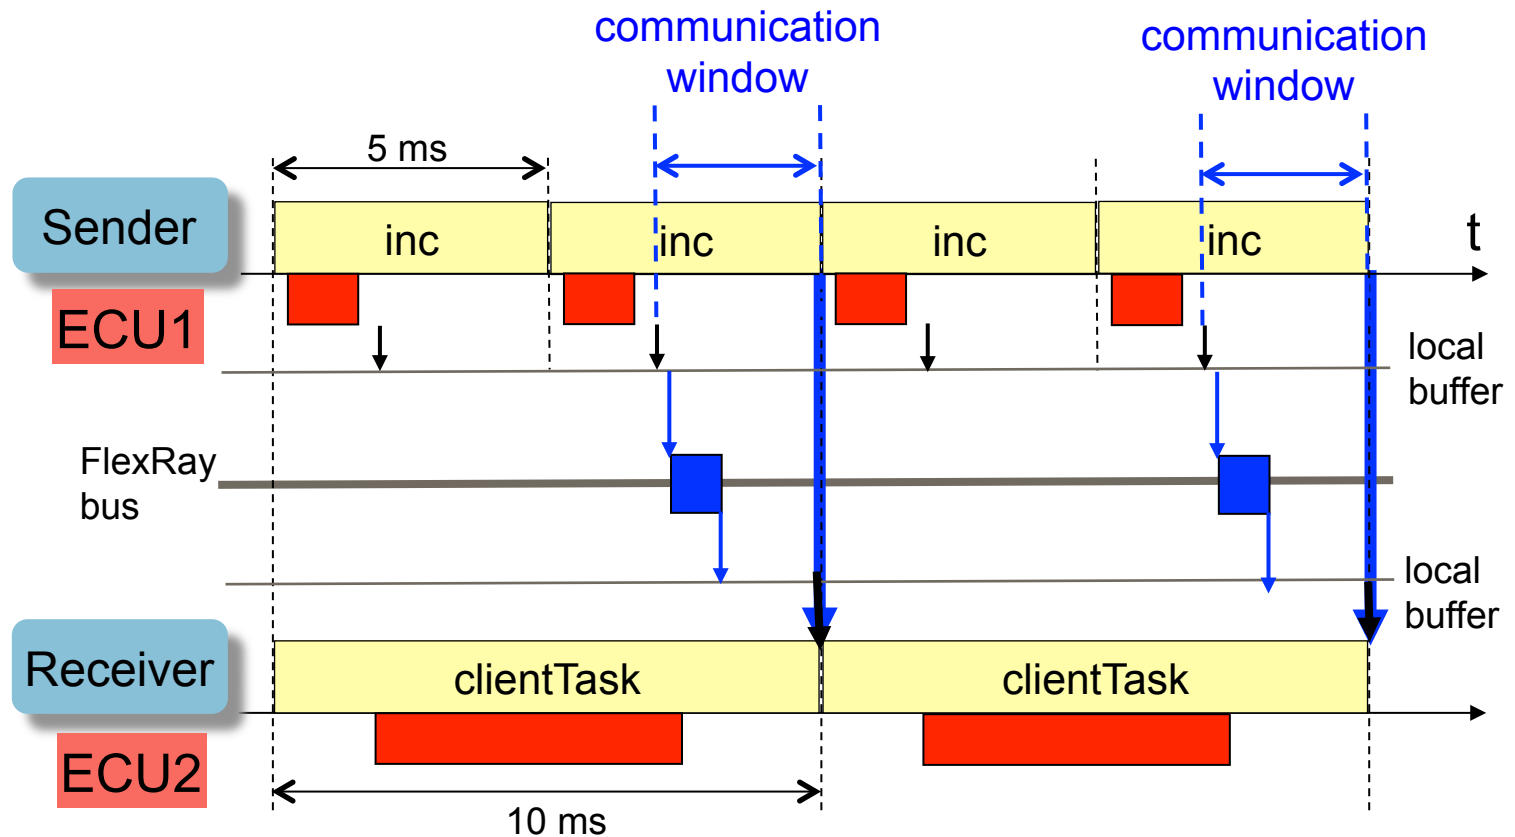 communication
window
communication
window
5 ms
Sender
inc
inc
inc
inc
t
ECU1
local
buffer
FlexRay
bus
local
buffer
Receiver
clientTask
clientTask
ECU2
10 ms